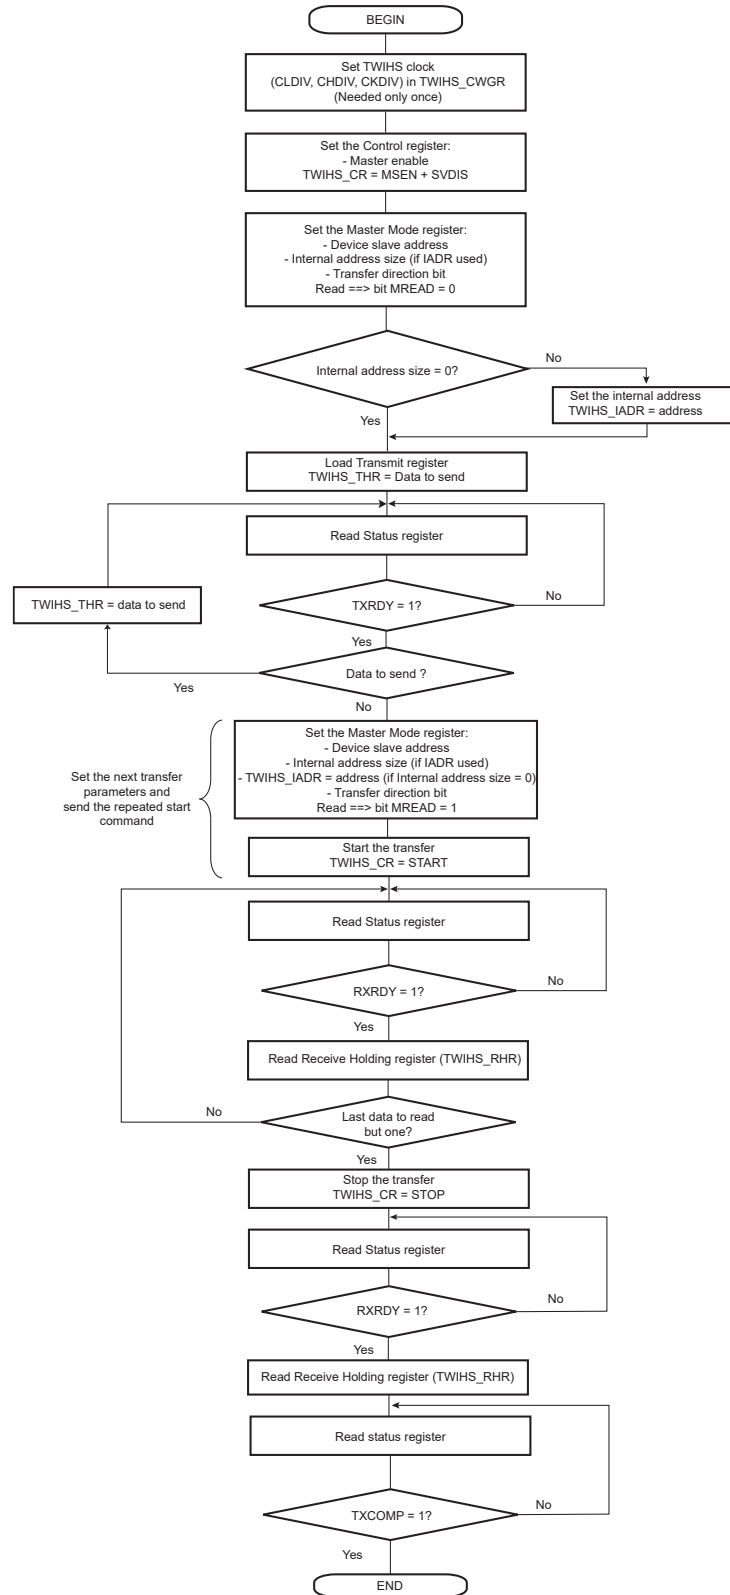 BEGIN
Set TWIHS clock
(CLDIV, CHDIV, CKDIV) in TWIHS_CWGR
(Needed only once)
Set the Control register:
- Master enable
TWIHS_CR = MSEN + SVDIS
Set the Master Mode register:
- Device slave address
- Internal address size (if IADR used)
- Transfer direction bit
Read ==> bit MREAD = 0
Internal address size = 0?
No
Set the internal address
TWIHS_IADR = address
Yes
Load Transmit register
TWIHS_THR = Data to send
Read Status register
TWIHS_THR = data to send
TXRDY = 1?
No
Yes
Data to send ?
Yes
No
Set the next transfer
parameters and
send the repeated start
command
Set the Master Mode register:
- Device slave address
- Internal address size (if IADR used)
- TWIHS_IADR = address (if Internal address size = 0)
- Transfer direction bit
Read ==> bit MREAD = 1
Start the transfer
TWIHS_CR = START
Read Status register
RXRDY = 1?
No
Yes
Read Receive Holding register (TWIHS_RHR)
No
Last data to read
but one?
Yes
Stop the transfer
TWIHS_CR = STOP
Read Status register
RXRDY = 1?
No
Yes
Read Receive Holding register (TWIHS_RHR)
Read status register
TXCOMP = 1?
No
Yes
END